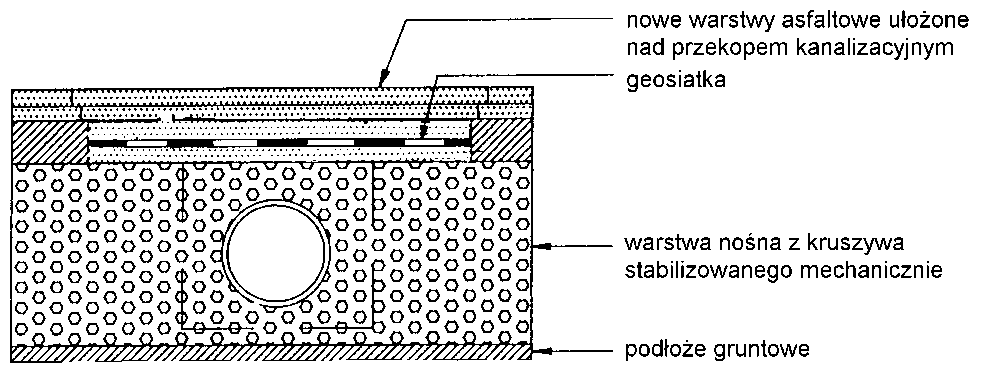 nowe warstwy asfaltowe ułożone
nad przekopem kanalizacyjnym
geosiatka
warstwa nośna z kruszywa
stabilizowanego mechanicznie
podłoże gruntowe